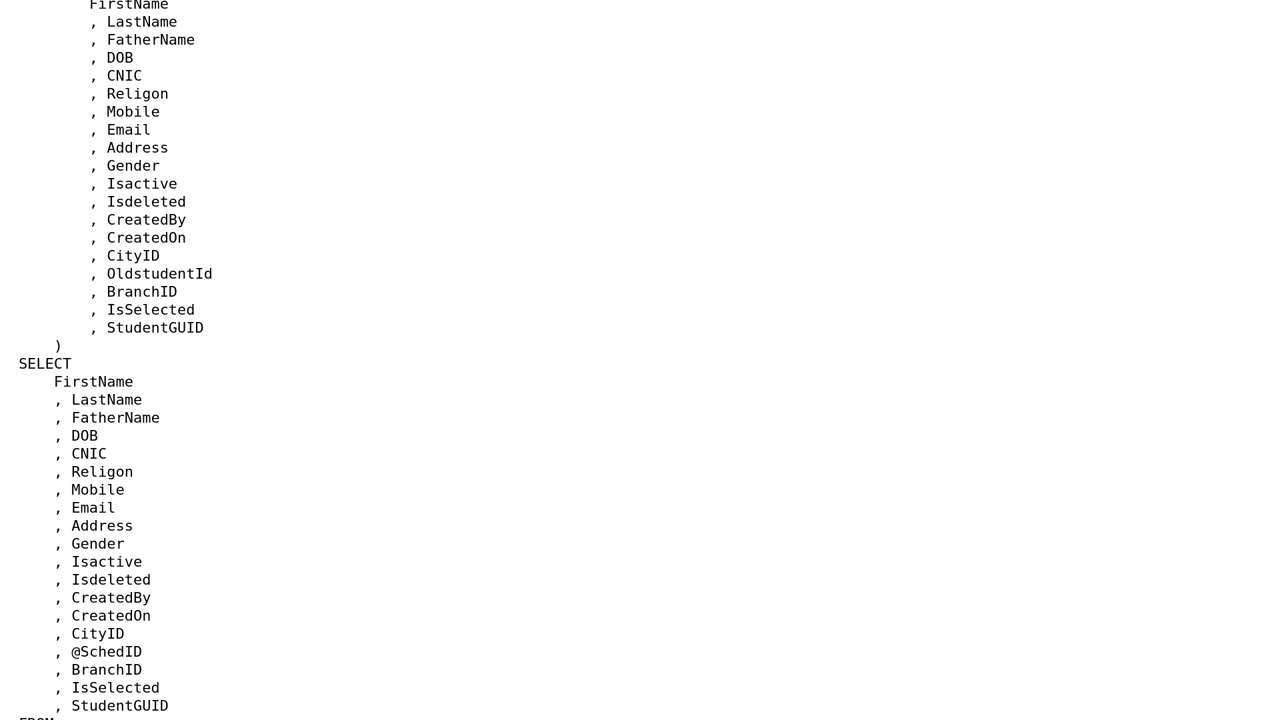 FirstName
, LastName
, FatherName
, DOB
, CNIC
, Religon
, Mobile
, Email
, Address
, Gender
, Isactive
, Isdeleted
, CreatedBy
, CreatedOn
, CityID
, OldstudentId
, BranchID
, IsSelected
, StudentGUID
)
SELECT
FirstName
, LastName
, FatherName
, DOB
, CNIC
, Religon
, Mobile
, Email
, Address
, Gender
, Isactive
, Isdeleted
, CreatedBy
, CreatedOn
, CityID
, @SchedID
, BranchID
, IsSelected
, StudentGUID
FROM